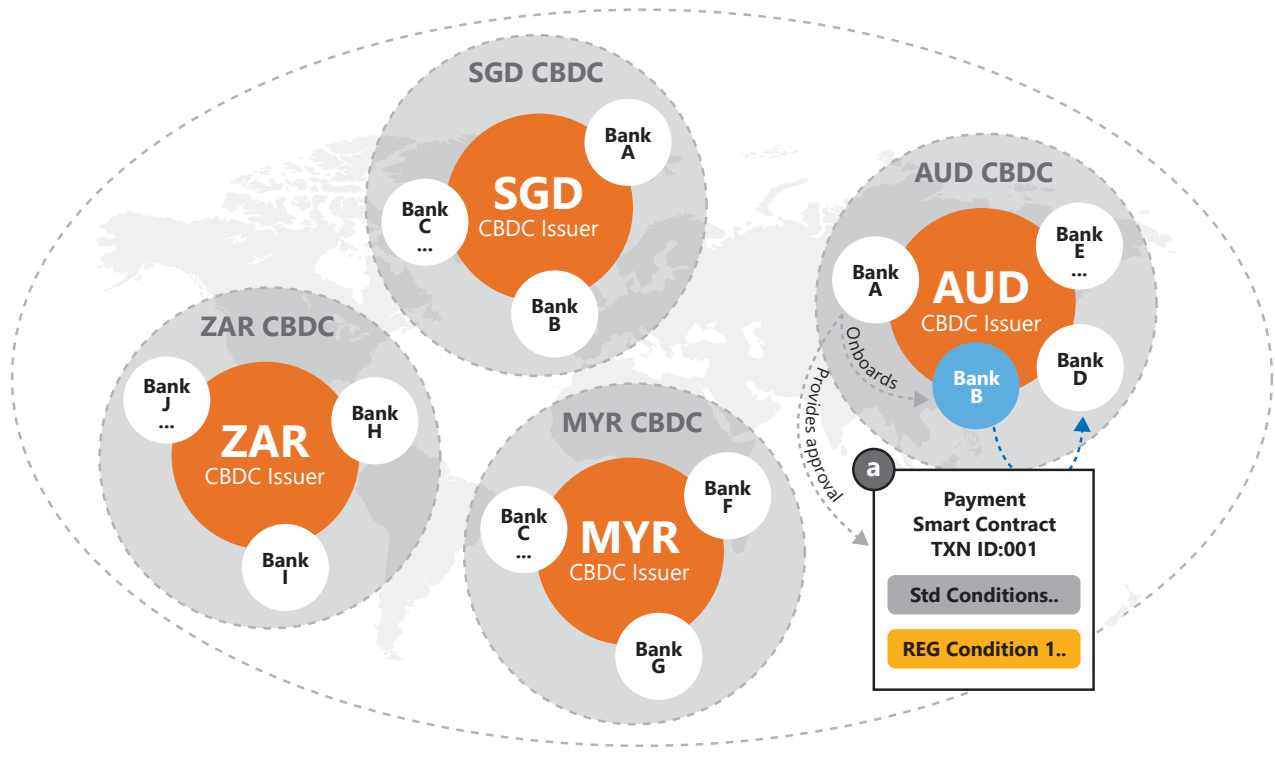 SGD CBDC
Bank
A
SGD
CBDC Issuer
Bank
C
...
Bank
B
AUD CBDC
Bank
E
...
Bank
A
AUD
CBDC Issuer
Bank
D
Bank
B
Onboards
Provides approval
ZAR CBDC
Bank
J
...
Bank
H
ZAR
CBDC Issuer
Bank
I
MYR CBDC
Bank
F
Bank
C
...
MYR
CBDC Issuer
Bank
G
a
Payment
Smart Contract
TXN ID:001
Std Conditions..
REG Condition 1..